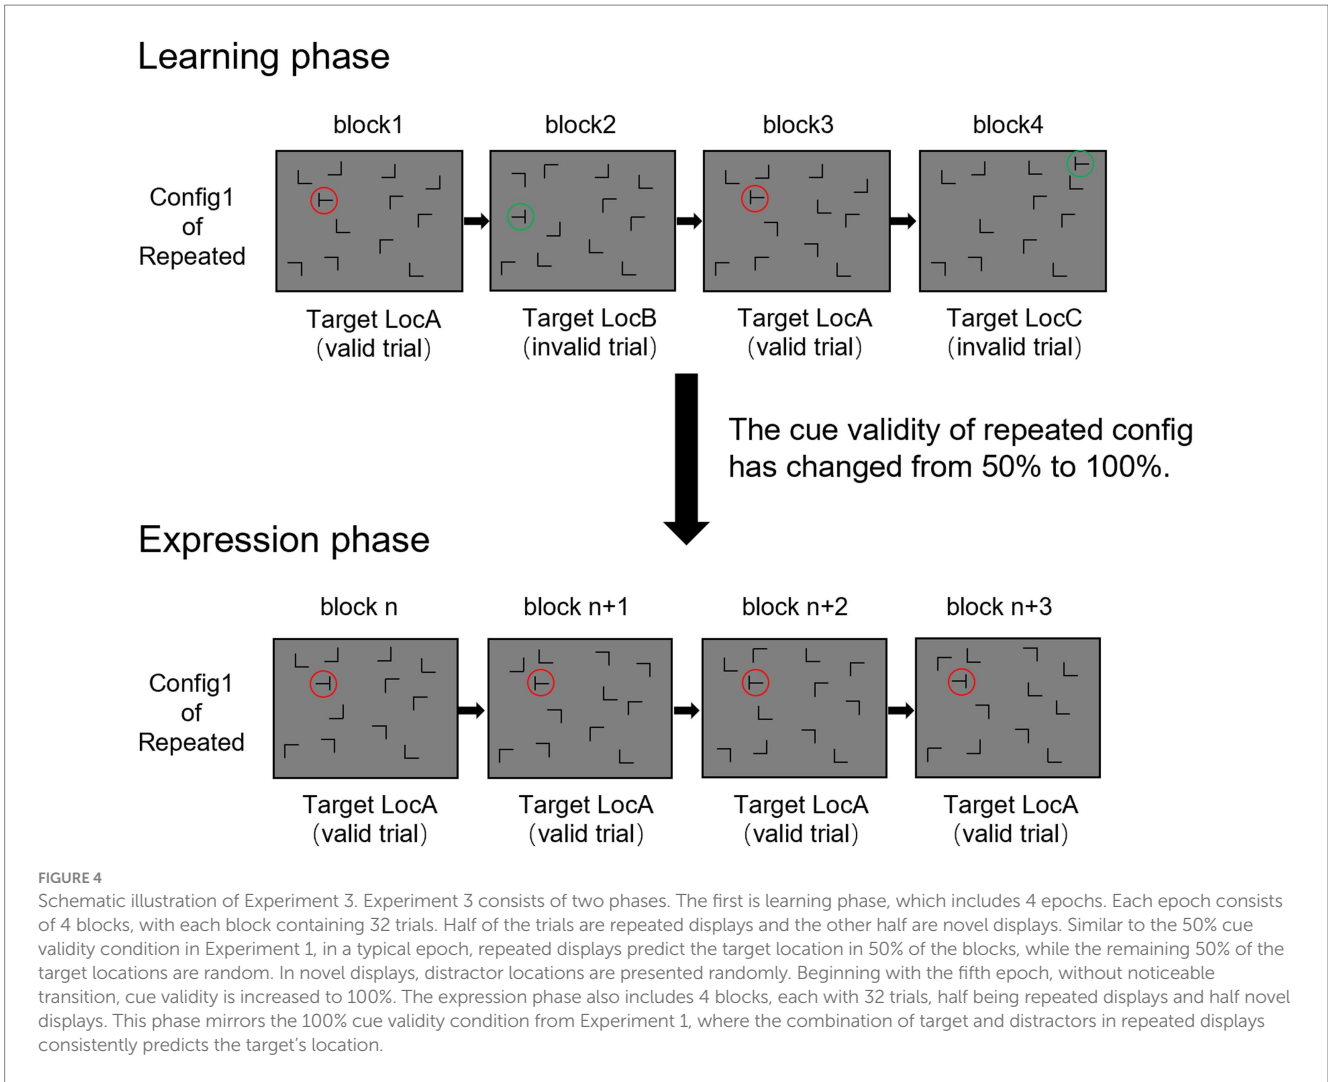 Learning phase
block1 block2 block3 block4
Config1
of
Repeated
Target LocA Target LocB Target LocA Target LocC
(valid trial) (invalid trial) (valid trial) (invalid trial)
The cue validity of repeated config
has changed from 50% to 100%.
Expression phase
block n block n+1 block n+2 block n+3
Config1
of
Repeated
Target LocA Target LocA Target LocA Target LocA
(valid trial) (valid trial) (valid trial) (valid trial)
FIGURE 4
Schematic illustration of Experiment 3. Experiment 3 consists of two phases. The first is learning phase, which includes 4 epochs. Each epoch consists
of 4 blocks, with each block containing 32 trials. Half of the trials are repeated displays and the other half are novel displays. Similar to the 50% cue
validity condition in Experiment 1, in a typical epoch, repeated displays predict the target location in 50% of the blocks, while the remaining 50% of the
target locations are random. In novel displays, distractor locations are presented randomly. Beginning with the fifth epoch, without noticeable
transition, cue validity is increased to 100%. The expression phase also includes 4 blocks, each with 32 trials, half being repeated displays and half novel
displays. This phase mirrors the 100% cue validity condition from Experiment 1, where the combination of target and distractors in repeated displays
consistently predicts the target’s location.